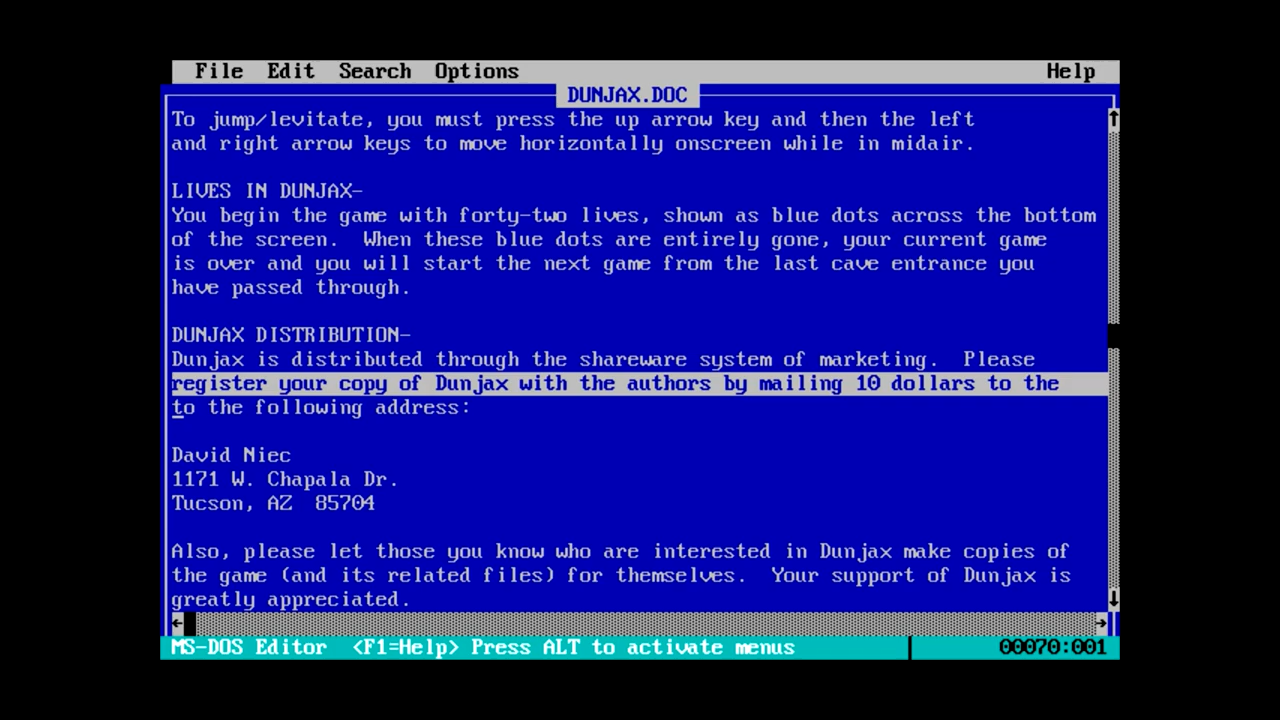 File Edit Search Options Help
DUNJAX.DOC
To jump/levitate, you must press the up arrow key and then the left
and right arrow keys to move horizontally onscreen while in midair.
LIVES IN DUNJAX-
You begin the game with forty-two lives, shown as blue dots across the bottom
of the screen.  When these blue dots are entirely gone, your current game
is over and you will start the next game from the last cave entrance you
have passed through.
DUNJAX DISTRIBUTION-
Dunjax is distributed through the shareware system of marketing.  Please
register your copy of Dunjax with the authors by mailing 10 dollars to the
to the following address:
David Niec
1171 W. Chapala Dr.
Tucson, AZ  85704
Also, please let those you know who are interested in Dunjax make copies of
the game (and its related files) for themselves.  Your support of Dunjax is
greatly appreciated.
MS-DOS Editor  <F1=Help> Press ALT to activate menus 00070:001